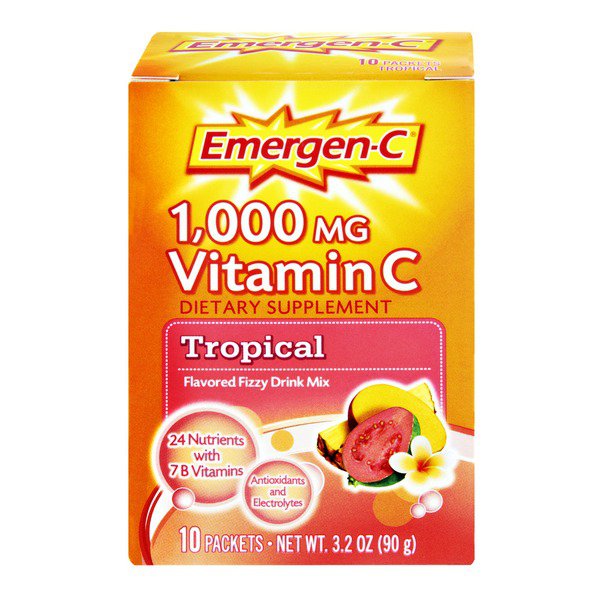 Emergen-C
10 PACKETS
TROPICAL
Emergen-C®
1,000 MG
Vitamin C
DIETARY SUPPLEMENT
Tropical
Flavored Fizzy Drink Mix
24 Nutrients
with
7 B Vitamins
Antioxidants
and
Electrolytes
10 PACKETS • NET WT. 3.2 OZ (90 g)